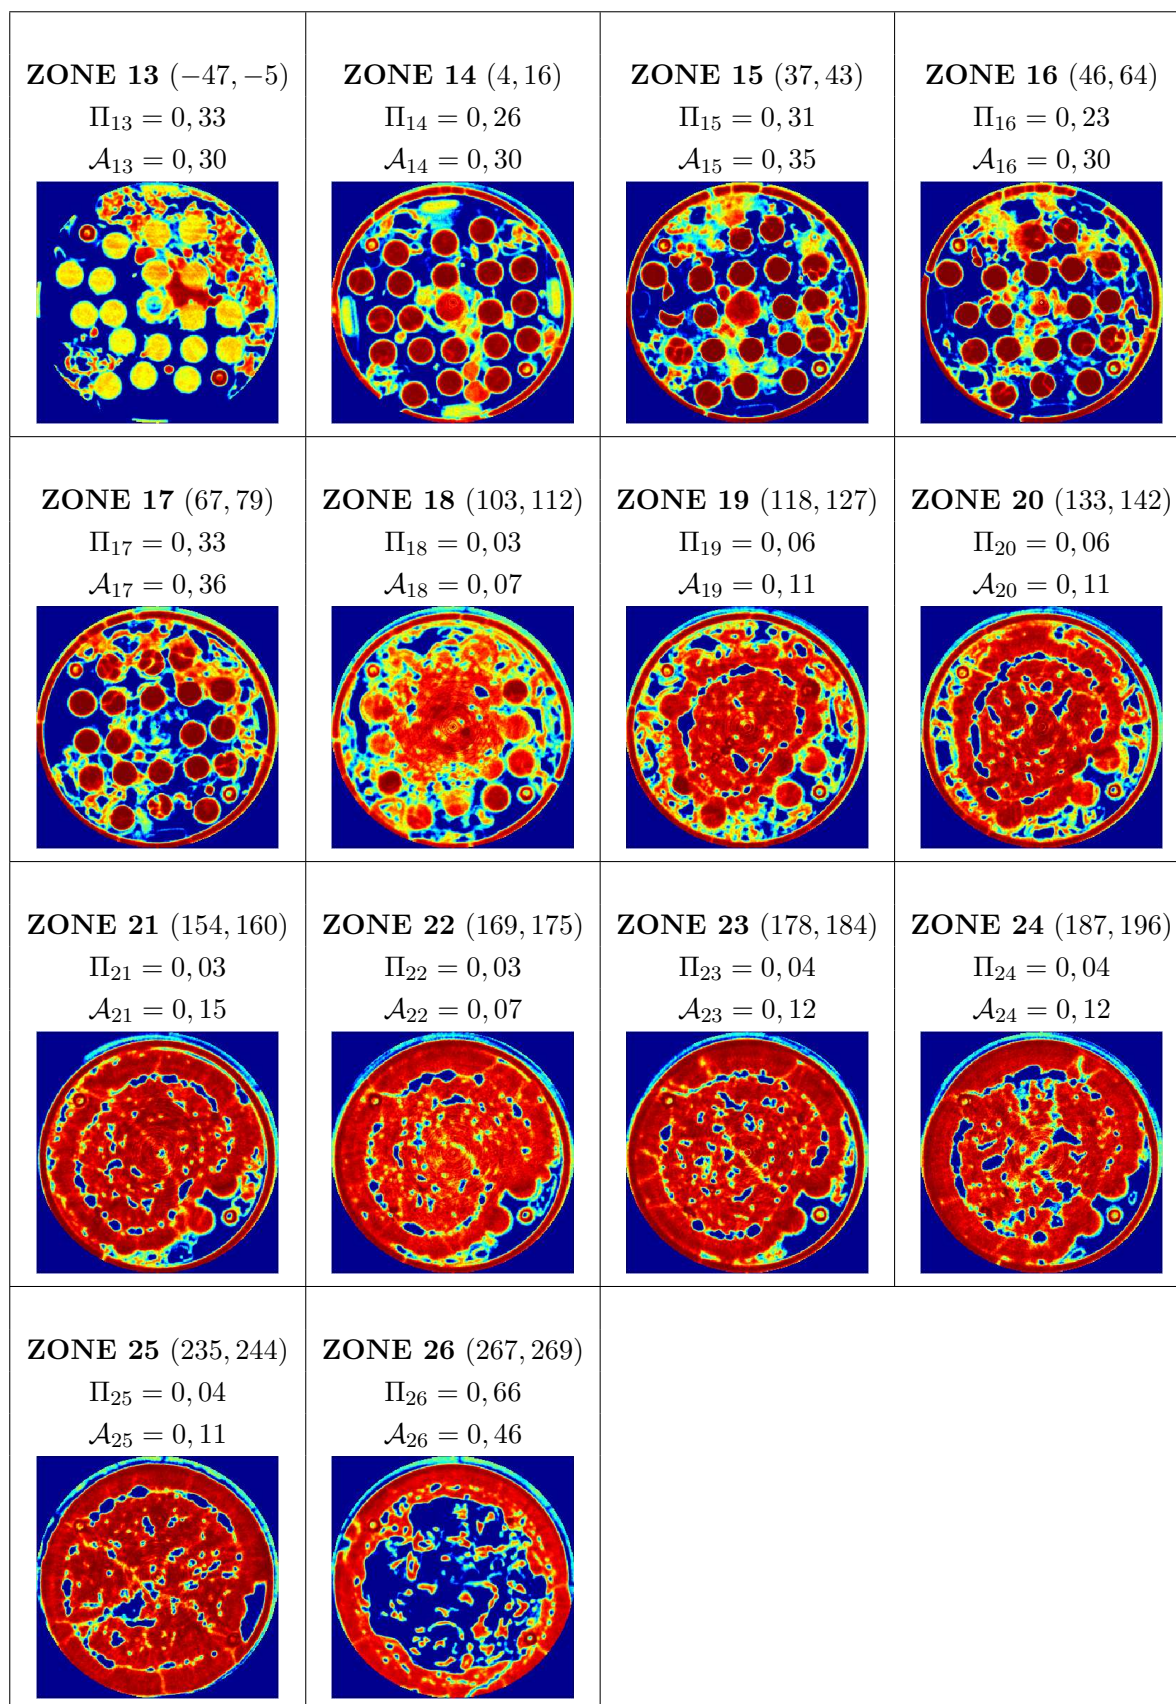 ZONE 13 (−47, −5)
Π13 = 0, 33
A13 = 0, 30
ZONE 14 (4, 16)
Π14 = 0, 26
A14 = 0, 30
ZONE 15 (37, 43)
Π15 = 0, 31
A15 = 0, 35
ZONE 16 (46, 64)
Π16 = 0, 23
A16 = 0, 30
ZONE 17 (67, 79)
Π17 = 0, 33
A17 = 0, 36
ZONE 18 (103, 112)
Π18 = 0, 03
A18 = 0, 07
ZONE 19 (118, 127)
Π19 = 0, 06
A19 = 0, 11
ZONE 20 (133, 142)
Π20 = 0, 06
A20 = 0, 11
ZONE 21 (154, 160)
Π21 = 0, 03
A21 = 0, 15
ZONE 22 (169, 175)
Π22 = 0, 03
A22 = 0, 07
ZONE 23 (178, 184)
Π23 = 0, 04
A23 = 0, 12
ZONE 24 (187, 196)
Π24 = 0, 04
A24 = 0, 12
ZONE 25 (235, 244)
Π25 = 0, 04
A25 = 0, 11
ZONE 26 (267, 269)
Π26 = 0, 66
A26 = 0, 46